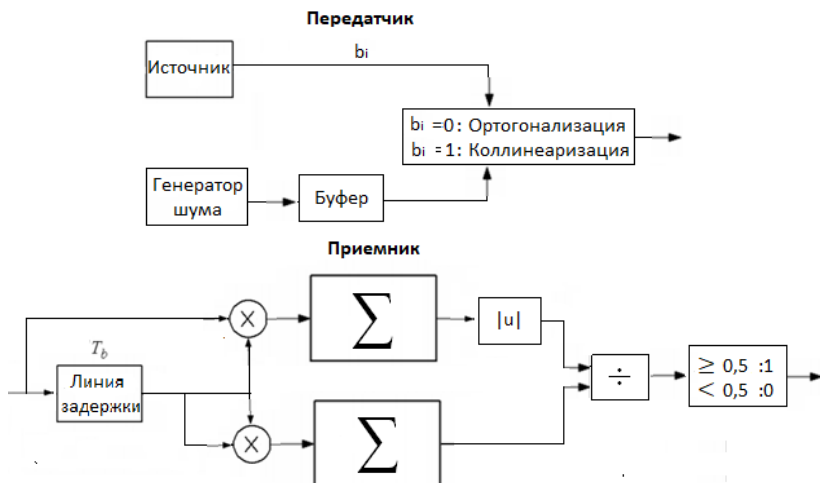 Передатчик
Источник
bi
bi =0: Ортогонализация
bi =1: Коллинеаризация
Генератор
шума
Буфер
Приемник
X
∑
|u|
T_b
Линия
задержки
X
∑
÷
≥ 0,5 :1
< 0,5 :0